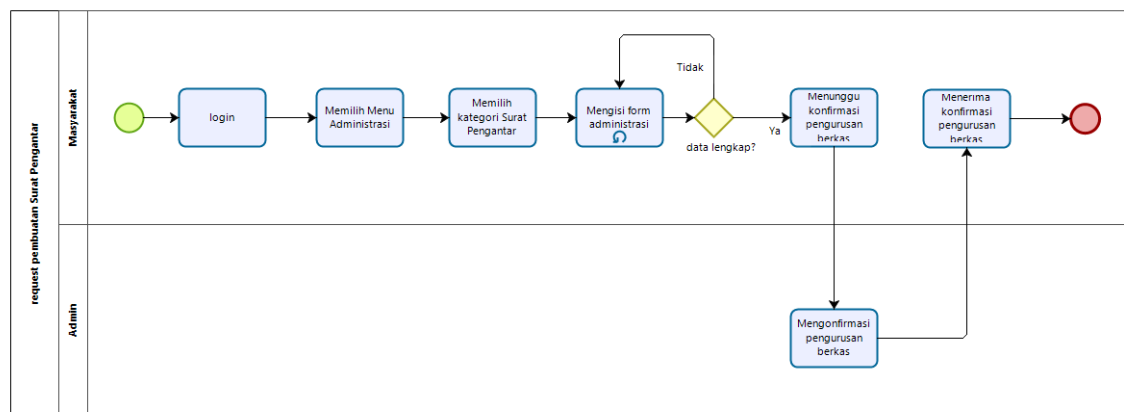 request pembuatan Surat Pengantar
Masyarakat
login
Memilih Menu
Administrasi
Memilih
kategori Surat
Pengantar
Mengisi form
administrasi
Tidak
data lengkap?
Ya
Menunggu
konfirmasi
pengurusan
berkas
Menerima
konfirmasi
pengurusan
berkas
Admin
Mengonfirmasi
pengurusan
berkas